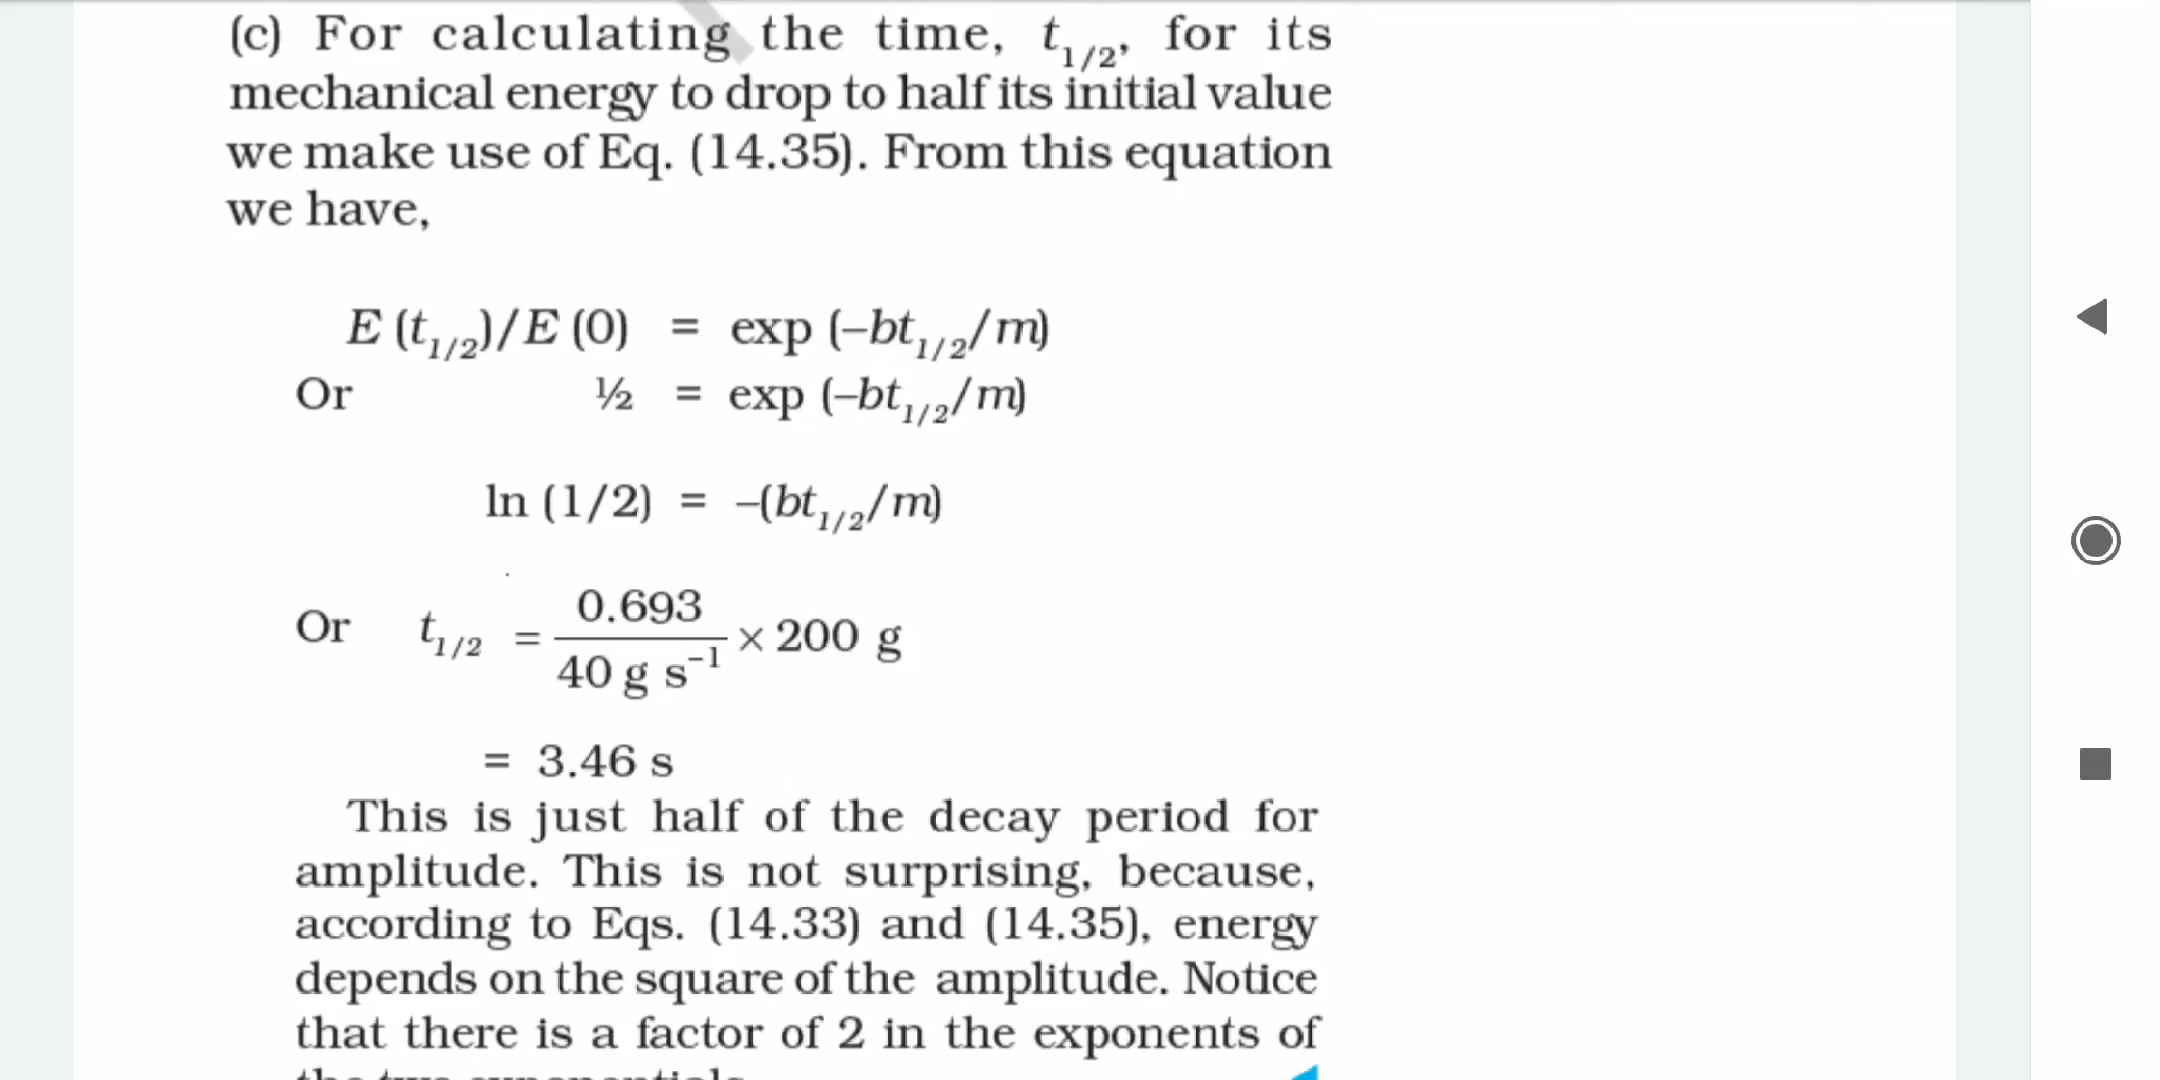 (c) For calculating the time, t1/2, for its
mechanical energy to drop to half its initial value
we make use of Eq. (14.35). From this equation
we have,
E (t1/2)/E (0) = exp (–bt1/2/m)
Or ½ = exp (–bt1/2/m)
ln (1/2) = –(bt1/2/m)
Or t1/2 = 0.693 / 40 g s⁻¹ × 200 g
= 3.46 s
This is just half of the decay period for
amplitude. This is not surprising, because,
according to Eqs. (14.33) and (14.35), energy
depends on the square of the amplitude. Notice
that there is a factor of 2 in the exponents of